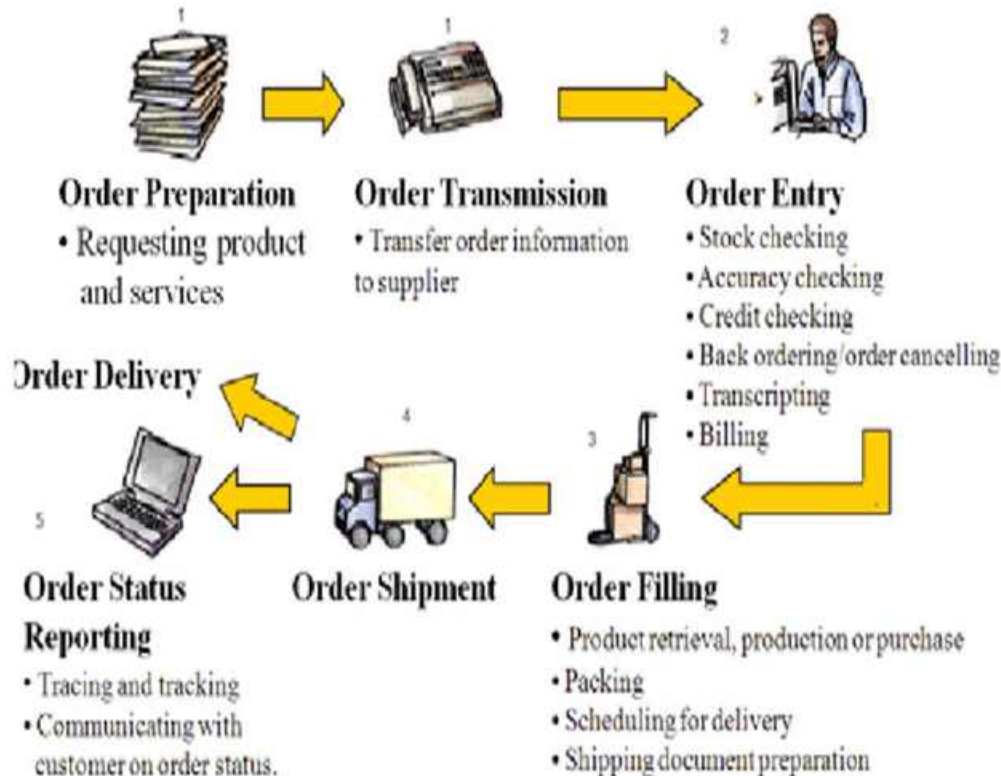 1
1
2
Order Preparation
• Requesting product
and services
Order Transmission
• Transfer order information
to supplier
Order Entry
• Stock checking
• Accuracy checking
• Credit checking
• Back ordering/order cancelling
• Transcripting
• Billing
3
4
Order Delivery
5
Order Filling
• Product retrieval, production or purchase
• Packing
• Scheduling for delivery
• Shipping document preparation
Order Shipment
Order Status
Reporting
• Tracing and tracking
• Communicating with
customer on order status.